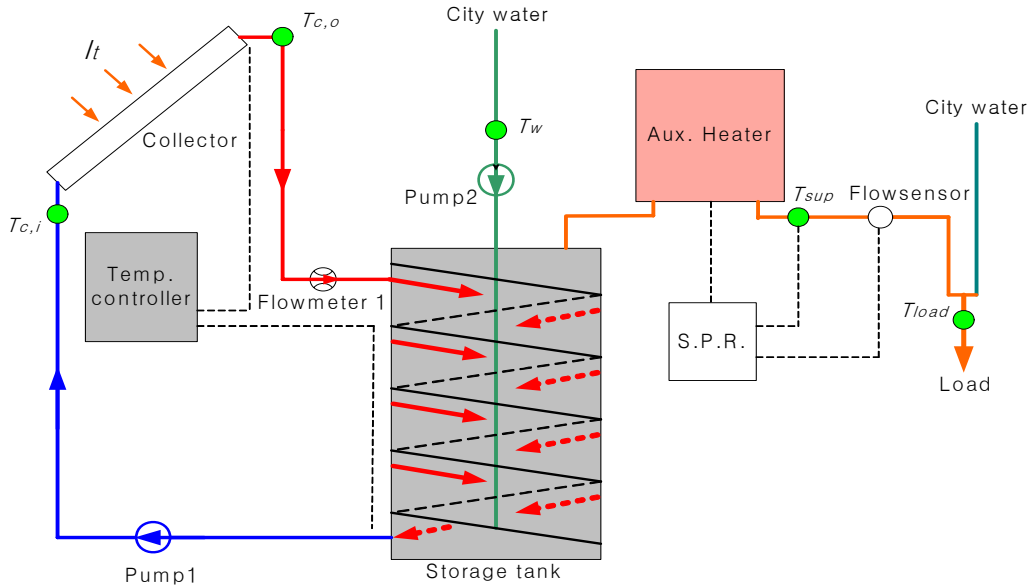 Tc,o
City water
It
Collector
Tw
Aux. Heater
City water
Pump2
Tsup
Flowsensor
Tc,i
Temp.
controller
Flowmeter 1
S.P.R.
Tload
Load
Pump1
Storage tank